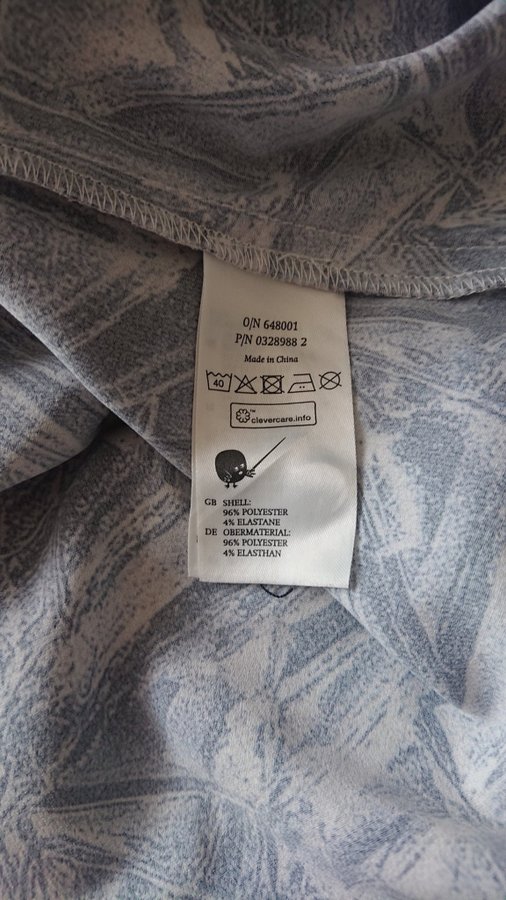 O/N 648001
P/N 0328988 2
Made in China
40
™ clevercare.info
GB SHELL:
96% POLYESTER
4% ELASTANE
DE OBERMATERIAL:
96% POLYESTER
4% ELASTHAN